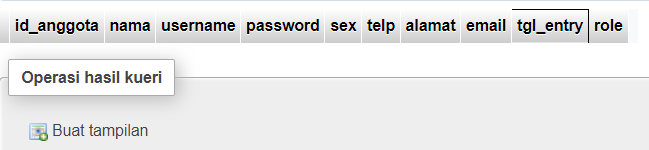 id_anggota nama username password sex telp alamat email tgl_entry role
Operasi hasil kueri
Buat tampilan